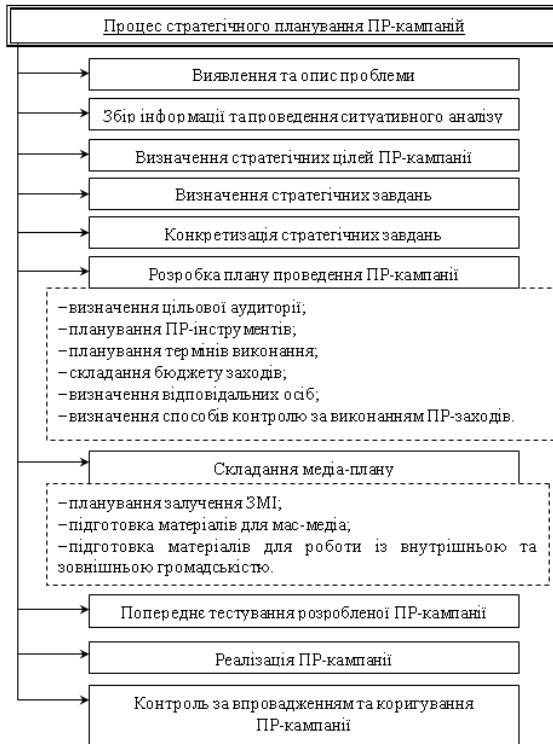 Процес стратегічного планування ПР-кампаній
Виявлення та опис проблеми
Збір інформації та проведення ситуативного аналізу
Визначення стратегічних цілей ПР-кампанії
Визначення стратегічних завдань
Конкретизація стратегічних завдань
Розробка плану проведення ПР-кампанії
–визначення цільової аудиторії;
–планування ПР-інструментів;
–планування термінів виконання;
–складання бюджету заходів;
–визначення відповідальних осіб;
–визначення способів контролю за виконанням ПР-заходів.
Складання медіа-плану
–планування залучення ЗМІ;
–підготовка матеріалів для мас-медіа;
–підготовка матеріалів для роботи із внутрішньою та
зовнішньою громадськістю.
Попереднє тестування розробленої ПР-кампанії
Реалізація ПР-кампанії
Контроль за впровадженням та коригування
ПР-кампанії